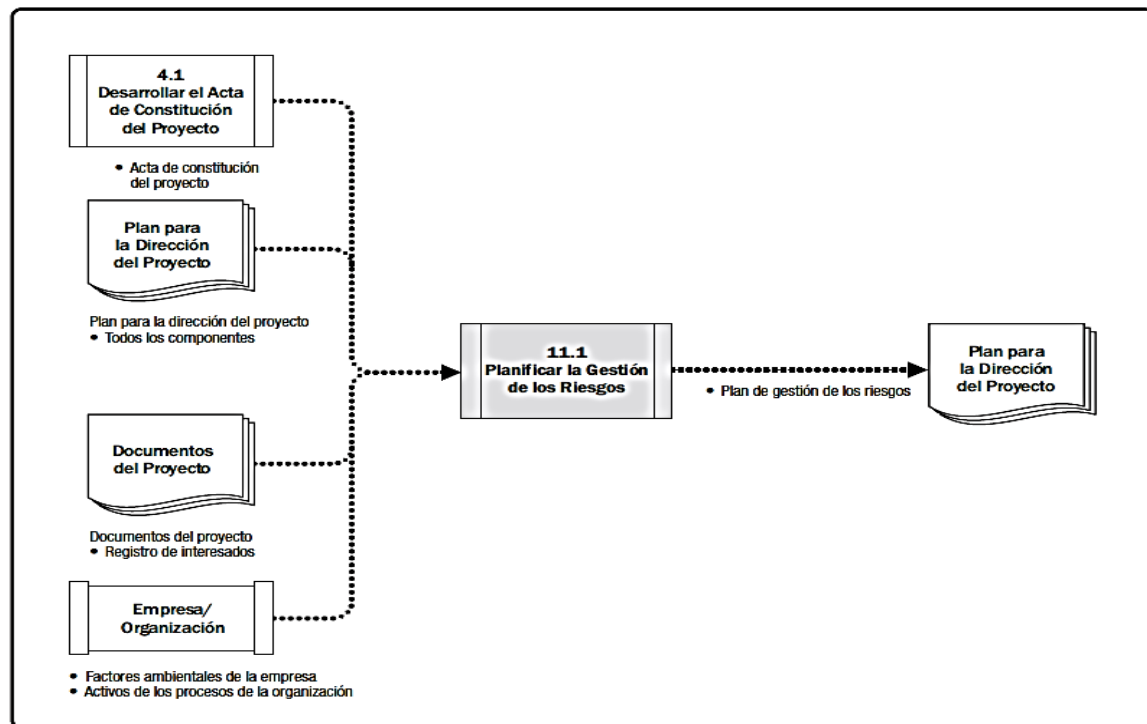 4.1
Desarrollar el Acta
de Constitución
del Proyecto
• Acta de constitución
del proyecto
Plan para
la Dirección
del Proyecto
Plan para la dirección del proyecto
• Todos los componentes
Documentos
del Proyecto
Documentos del proyecto
• Registro de interesados
Empresa/
Organización
• Factores ambientales de la empresa
• Activos de los procesos de la organización
11.1
Planificar la Gestión
de los Riesgos
• Plan de gestión de los riesgos
Plan para
la Dirección
del Proyecto